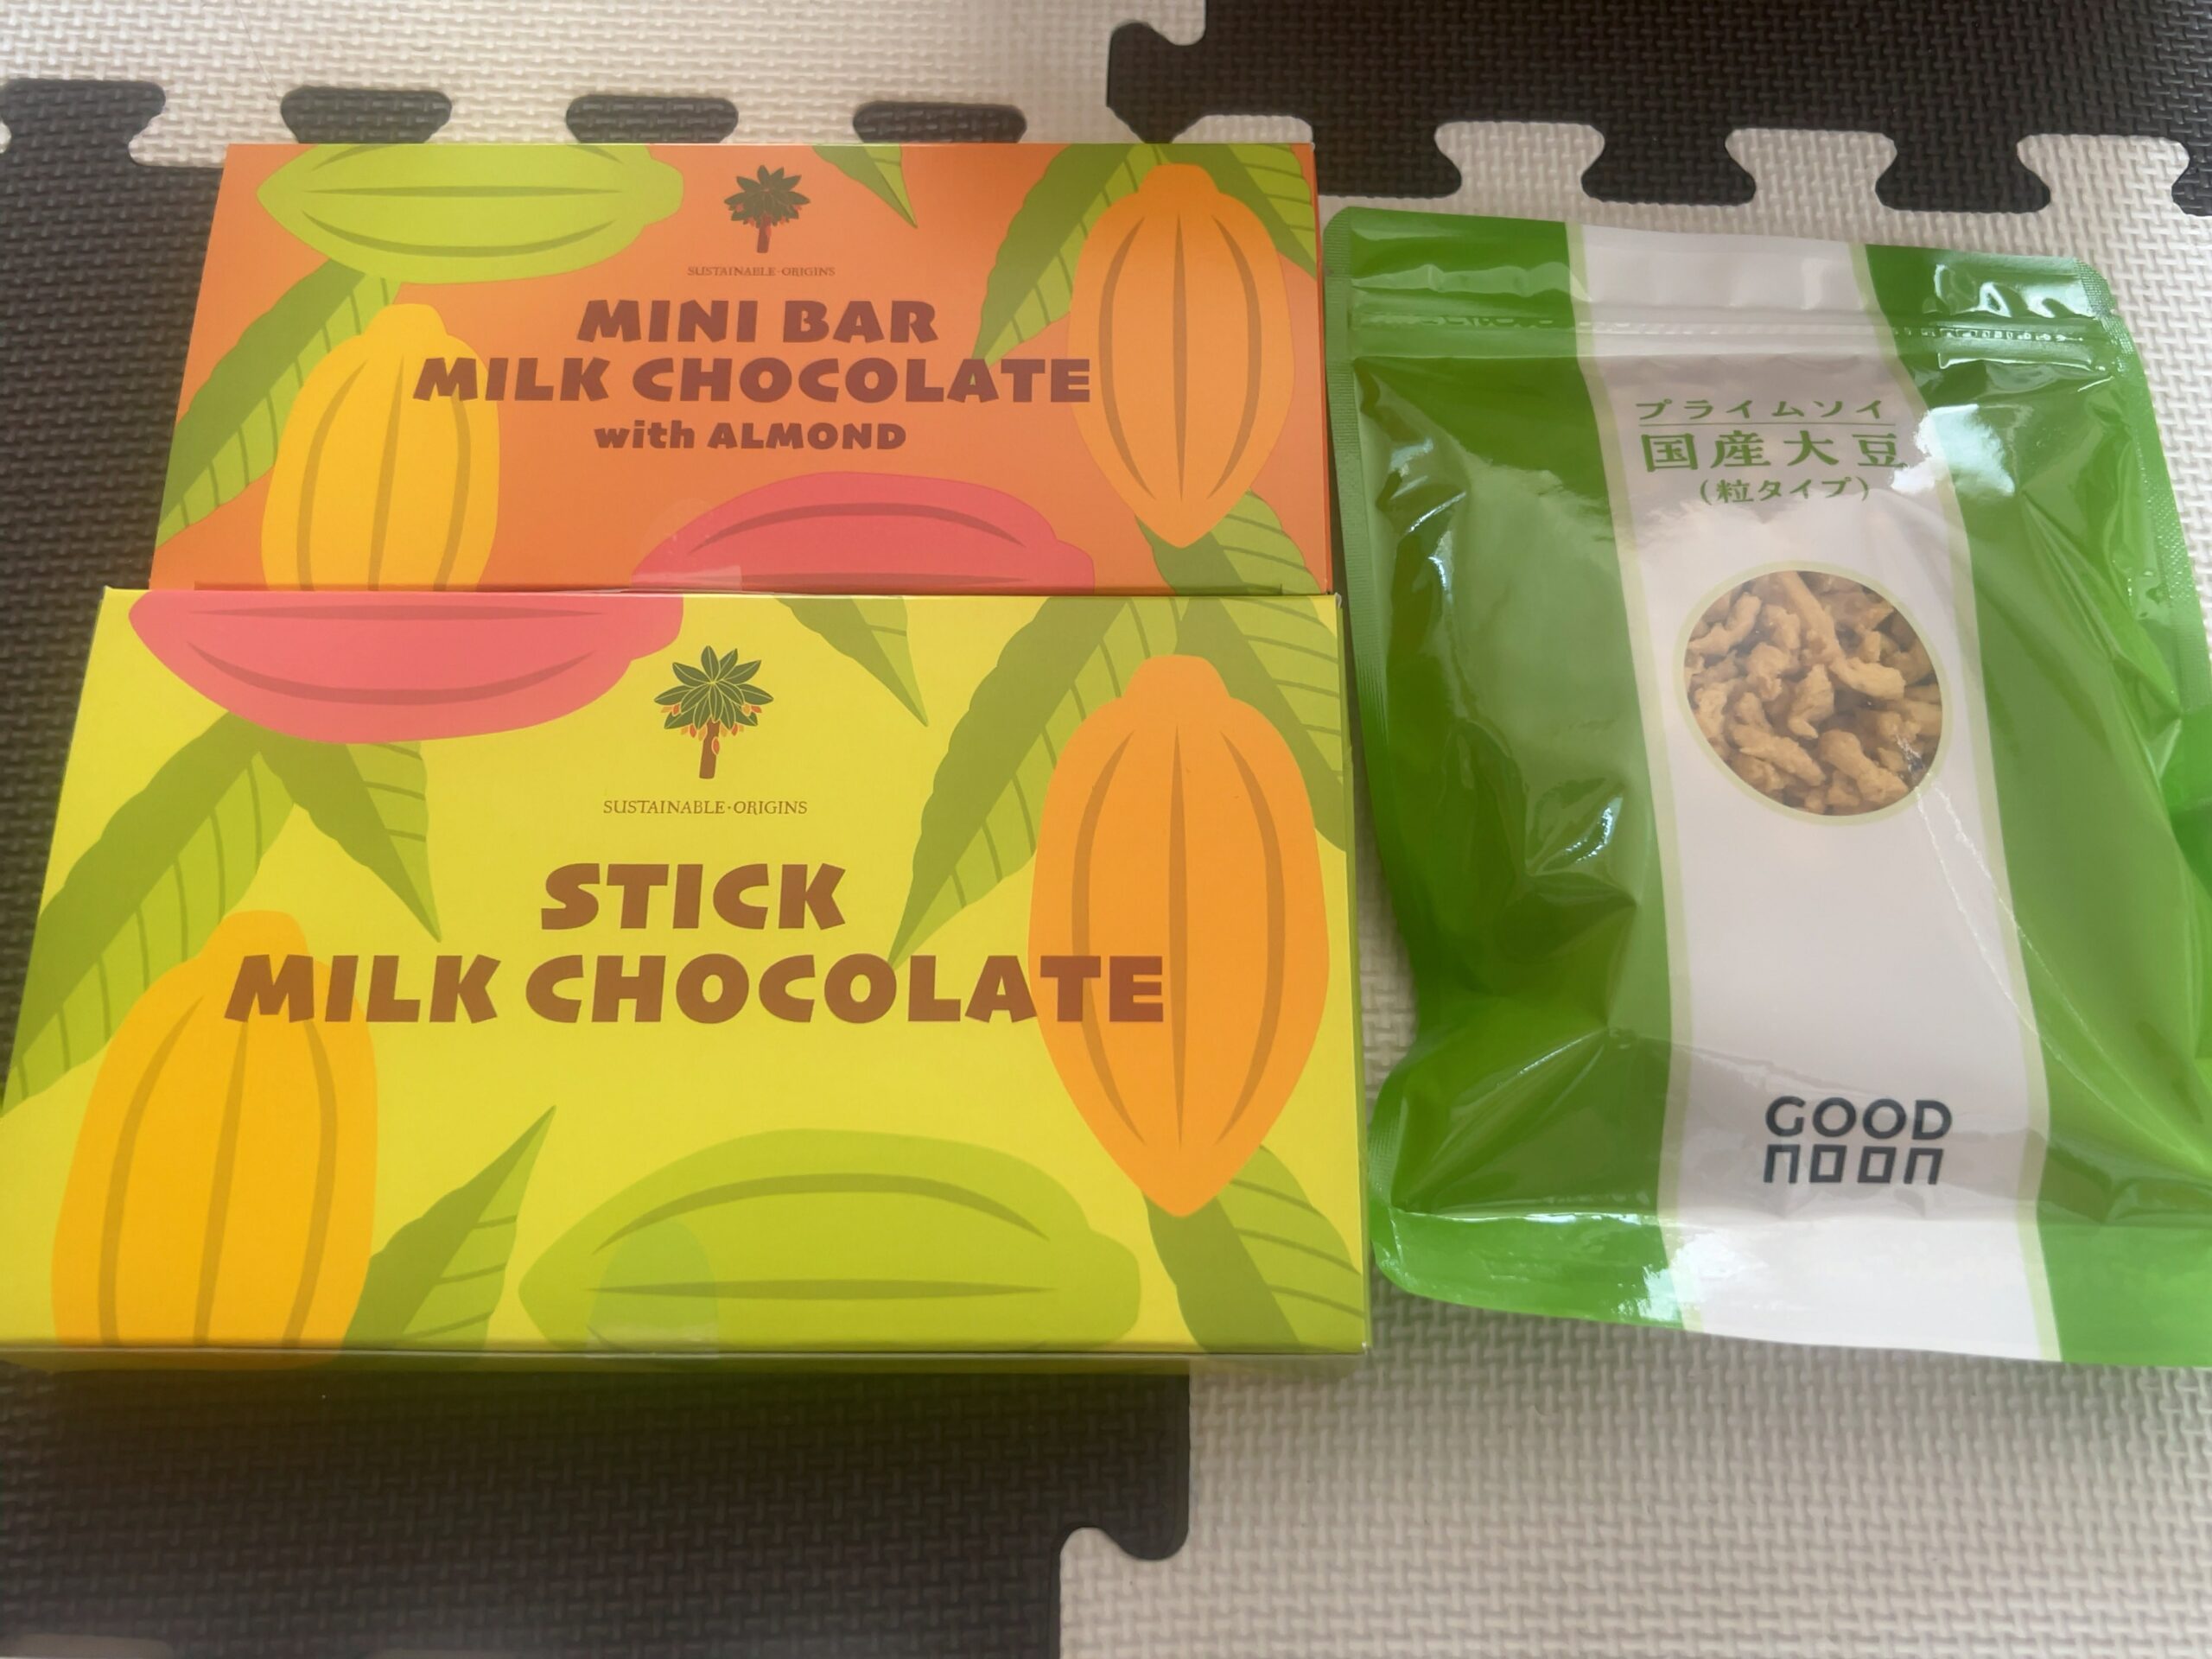 SUSTAINABLE·ORIGINS
MINI BAR
MILK CHOCOLATE
with ALMOND
SUSTAINABLE·ORIGINS
STICK
MILK CHOCOLATE
プライムソイ
国産大豆
(粒タイプ)
GOOD
NOON